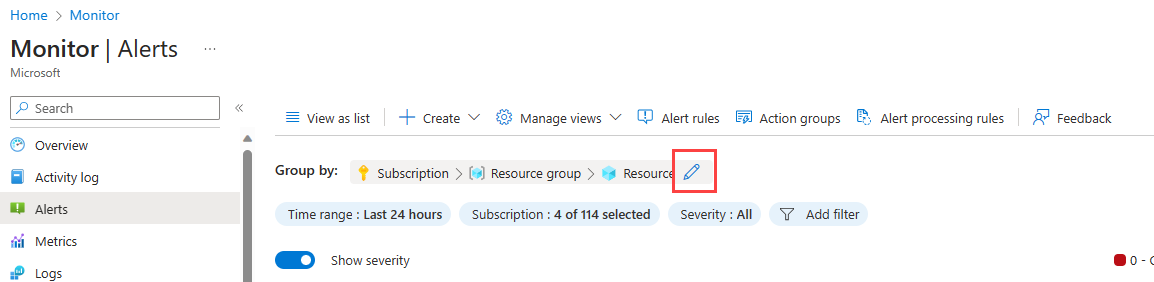 Home > Monitor
Monitor | Alerts ...
Microsoft
Search
Overview
Activity log
Alerts
Metrics
Logs
View as list
Create
Manage views
Alert rules
Action groups
Alert processing rules
Feedback
Group by: Subscription > Resource group > Resource
Time range : Last 24 hours
Subscription : 4 of 114 selected
Severity : All
Add filter
Show severity
0 - C